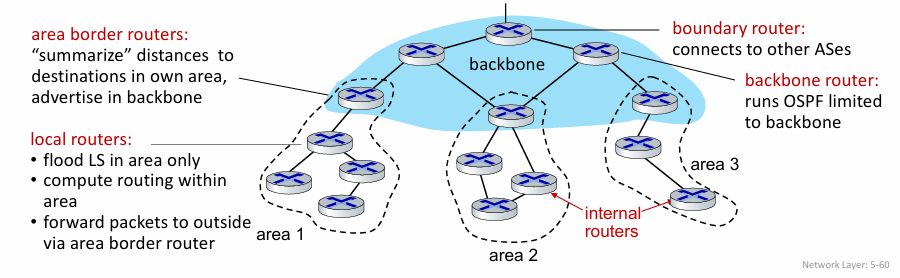 area border routers:
“summarize” distances to
destinations in own area,
advertise in backbone
local routers:
• flood LS in area only
• compute routing within
area
• forward packets to outside
via area border router
backbone
boundary router:
connects to other ASes
backbone router:
runs OSPF limited
to backbone
area 1
area 2
area 3
internal
routers
Network Layer: 5-60